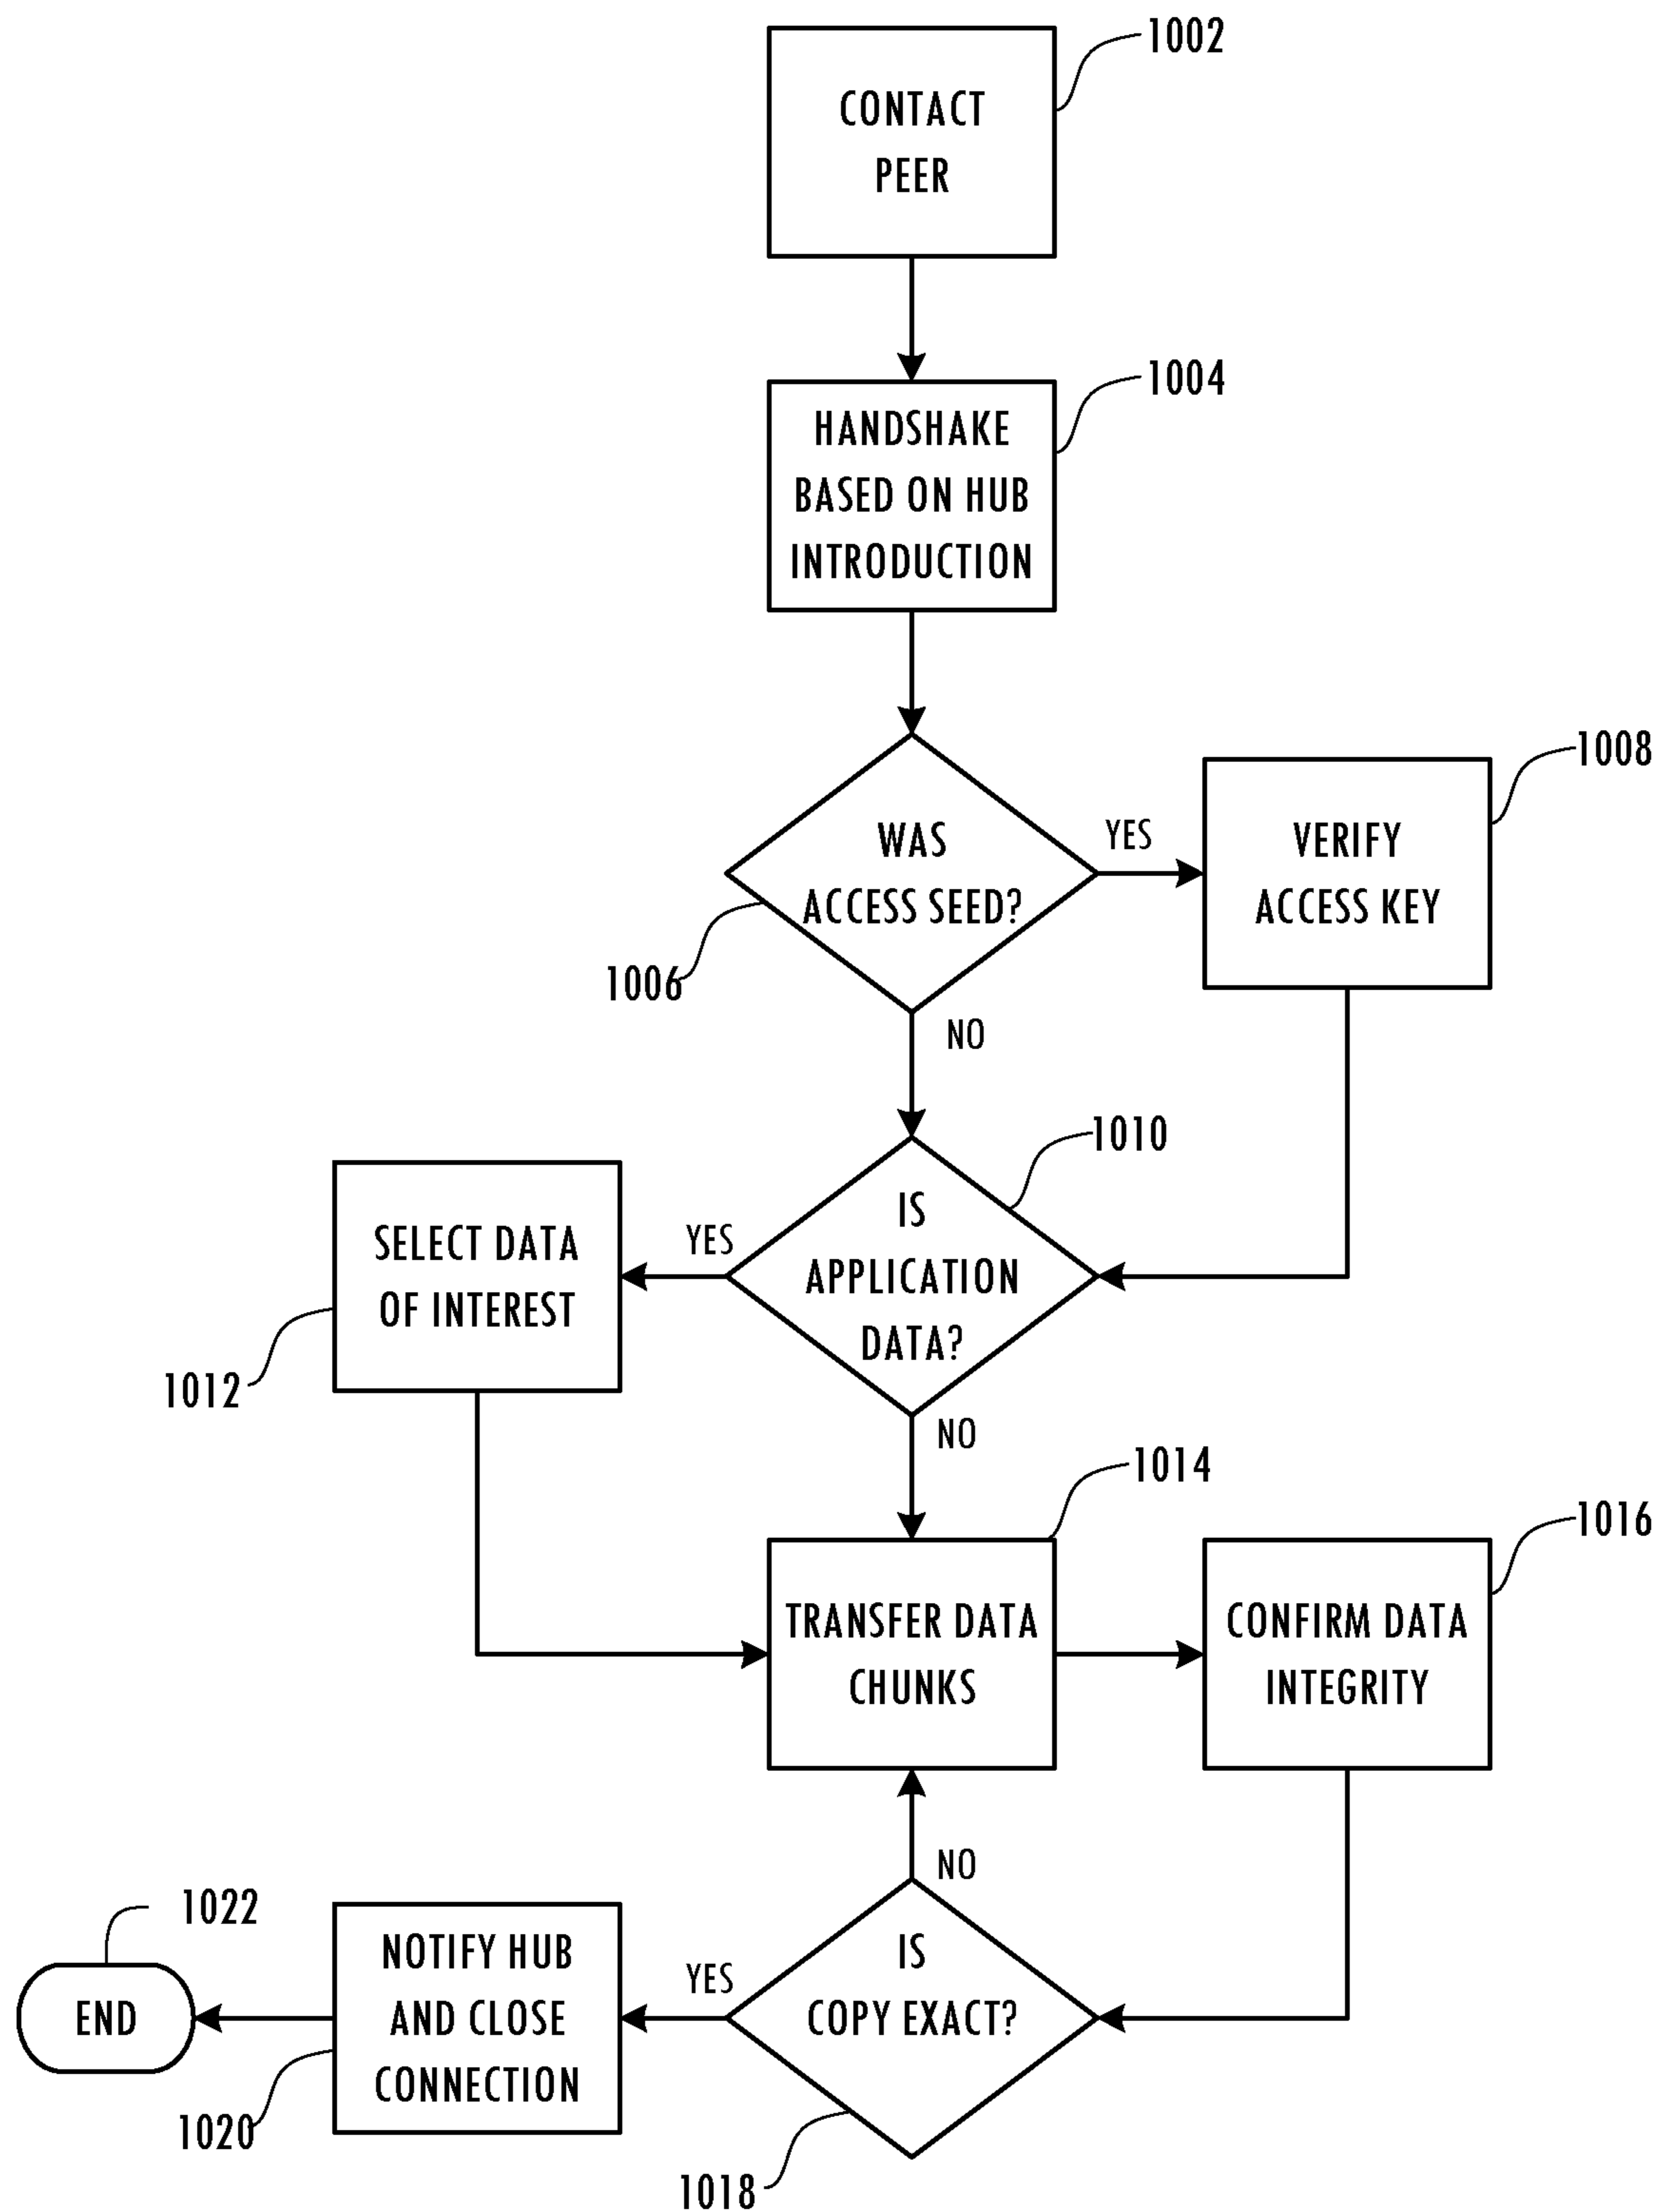 1002
CONTACT
PEER
1004
HANDSHAKE
BASED ON HUB
INTRODUCTION
1008
WAS
ACCESS SEED?
YES
VERIFY
ACCESS KEY
1006
NO
1010
IS
APPLICATION
DATA?
YES
SELECT DATA
OF INTEREST
1012
NO
1014
1016
TRANSFER DATA
CHUNKS
CONFIRM DATA
INTEGRITY
NO
1022
IS
COPY EXACT?
YES
NOTIFY HUB
AND CLOSE
CONNECTION
END
1020
1018